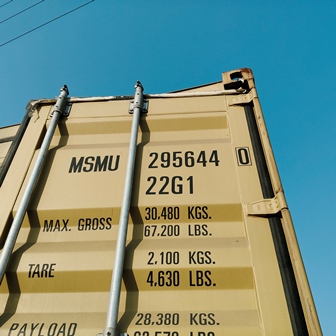 MSMU 295644 0
22G1
MAX. GROSS 30.480 KGS.
67.200 LBS.
TARE 2.100 KGS.
4.630 LBS.
PAYLOAD 28.380 KGS.